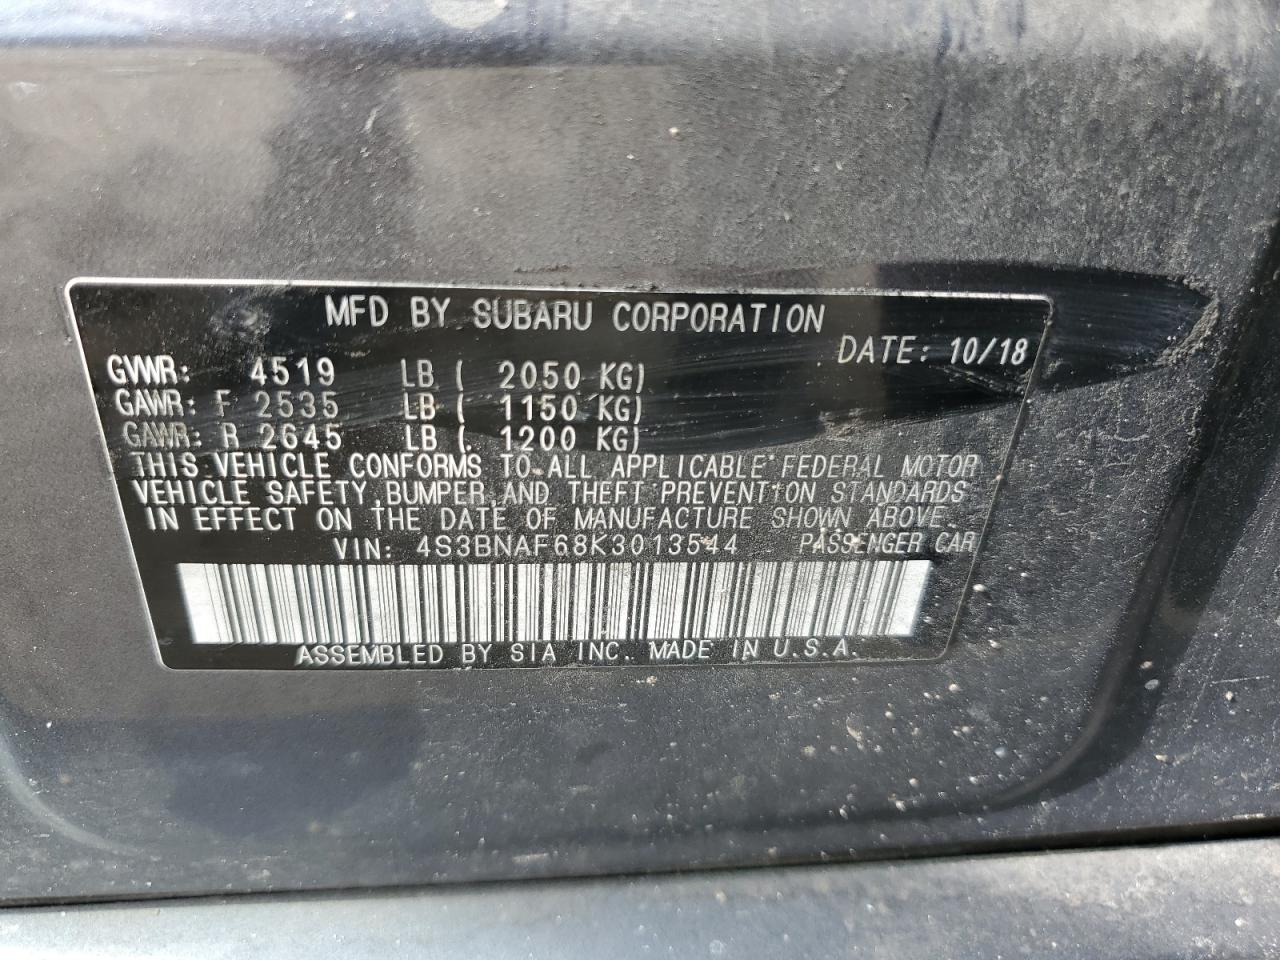 MFD BY SUBARU CORPORATION
DATE: 10/18
GVWR: 4519 LB ( 2050 KG)
GAWR: F 2535 LB ( 1150 KG)
GAWR: R 2645 LB ( 1200 KG)
THIS VEHICLE CONFORMS TO ALL APPLICABLE FEDERAL MOTOR
VEHICLE SAFETY, BUMPER, AND THEFT PREVENTION STANDARDS
IN EFFECT ON THE DATE OF MANUFACTURE SHOWN ABOVE.
VIN: 4S3BNAF68K3013544 PASSENGER CAR
ASSEMBLED BY SIA INC. MADE IN U.S.A.